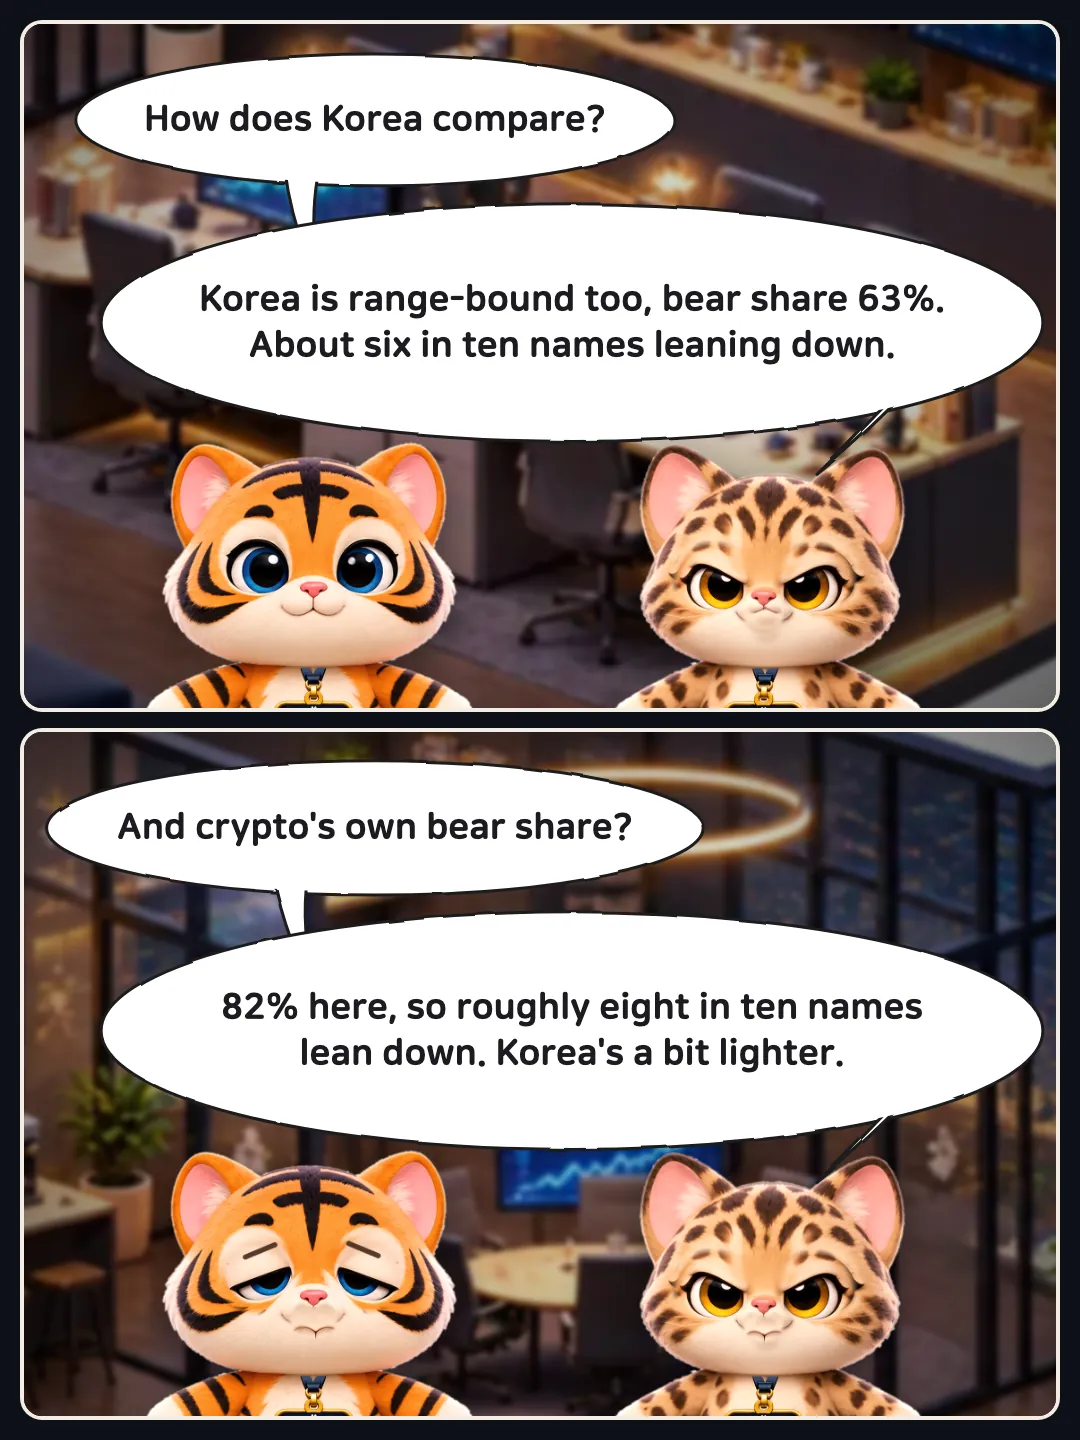 How does Korea compare?
Korea is range-bound too, bear share 63%.
About six in ten names leaning down.
And crypto's own bear share?
82% here, so roughly eight in ten names
lean down. Korea's a bit lighter.